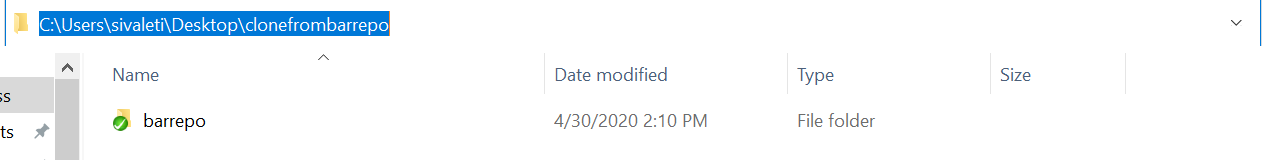 C:\Users\sivaleti\Desktop\clonefrombarrepo
Name Date modified Type Size
ss
barrepo 4/30/2020 2:10 PM File folder
ts